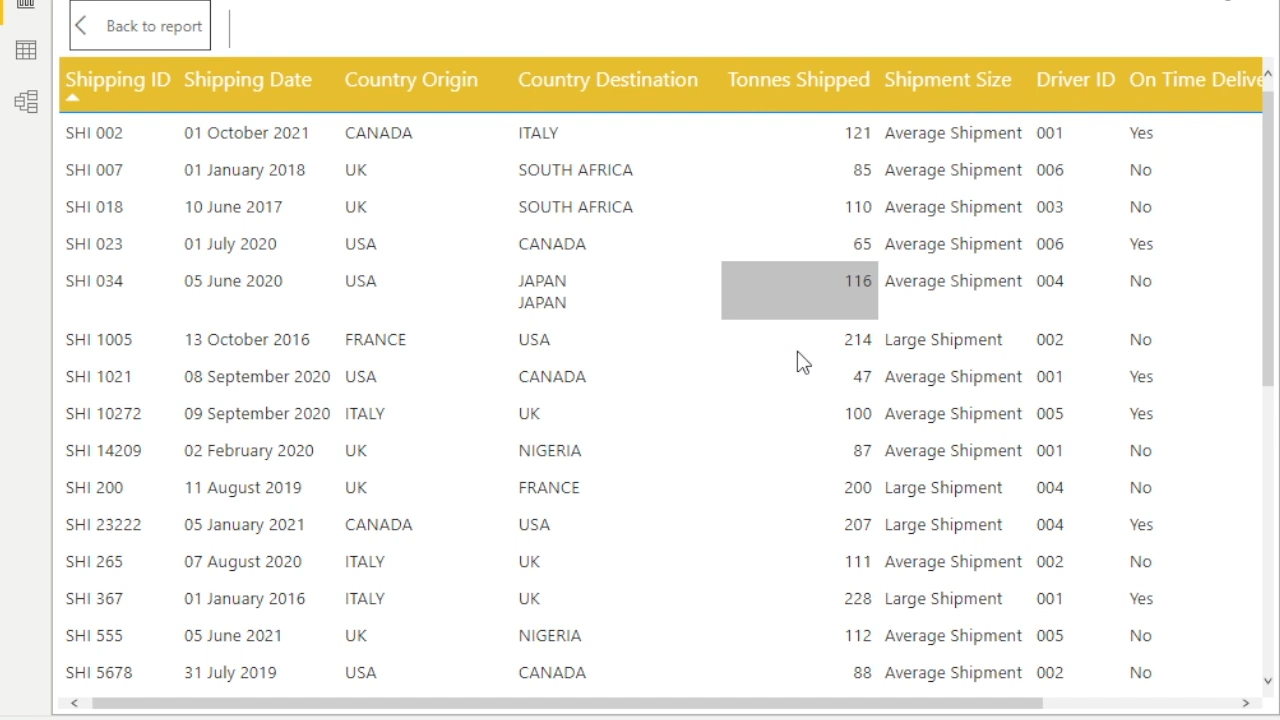 Back to report
Shipping ID Shipping Date Country Origin Country Destination Tonnes Shipped Shipment Size Driver ID On Time Delive
SHI 002 01 October 2021 CANADA ITALY 121 Average Shipment 001 Yes
SHI 007 01 January 2018 UK SOUTH AFRICA 85 Average Shipment 006 No
SHI 018 10 June 2017 UK SOUTH AFRICA 110 Average Shipment 003 No
SHI 023 01 July 2020 USA CANADA 65 Average Shipment 006 Yes
SHI 034 05 June 2020 USA JAPAN 116 Average Shipment 004 No
JAPAN
SHI 1005 13 October 2016 FRANCE USA 214 Large Shipment 002 No
SHI 1021 08 September 2020 USA CANADA 47 Average Shipment 001 Yes
SHI 10272 09 September 2020 ITALY UK 100 Average Shipment 005 Yes
SHI 14209 02 February 2020 UK NIGERIA 87 Average Shipment 001 No
SHI 200 11 August 2019 UK FRANCE 200 Large Shipment 004 No
SHI 23222 05 January 2021 CANADA USA 207 Large Shipment 004 Yes
SHI 265 07 August 2020 ITALY UK 111 Average Shipment 002 No
SHI 367 01 January 2016 ITALY UK 228 Large Shipment 001 Yes
SHI 555 05 June 2021 UK NIGERIA 112 Average Shipment 005 No
SHI 5678 31 July 2019 USA CANADA 88 Average Shipment 002 No